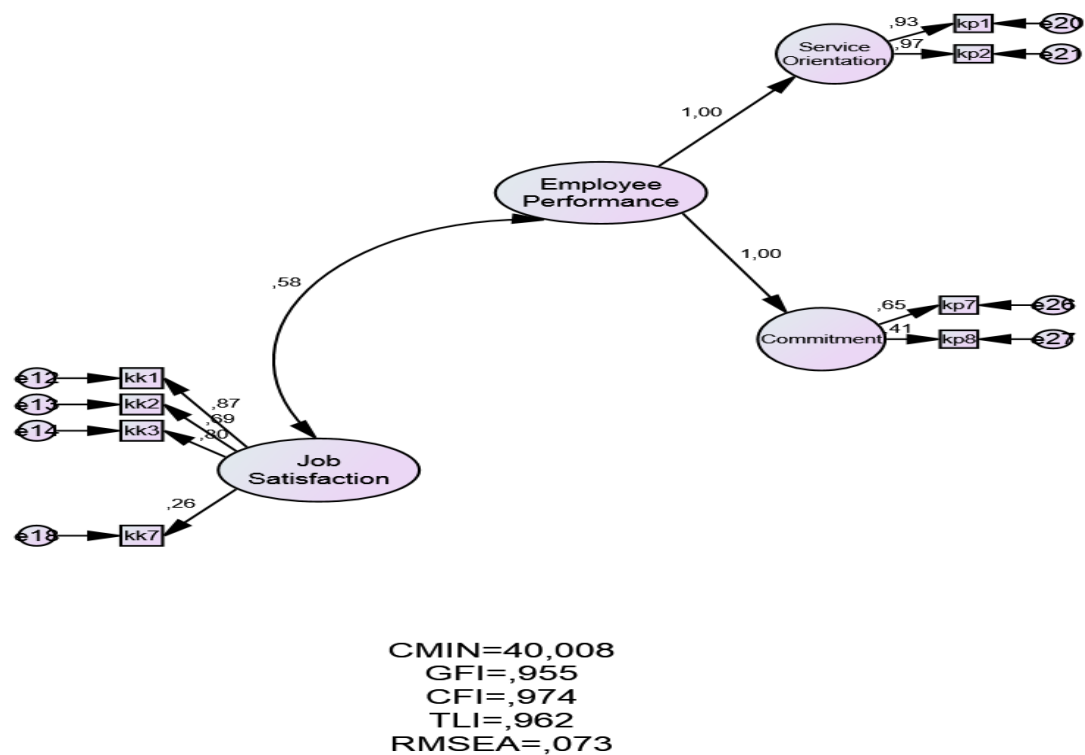 ,93
kp1
e20
Service
Orientation
,97
kp2
e21
1,00
Employee
Performance
1,00
,58
,65
kp7
e26
Commitment
,41
kp8
e27
e12
kk1
,87
e13
kk2
,69
e14
kk3
,80
Job
Satisfaction
,26
e18
kk7
CMIN=40,008
GFI=,955
CFI=,974
TLI=,962
RMSEA=,073